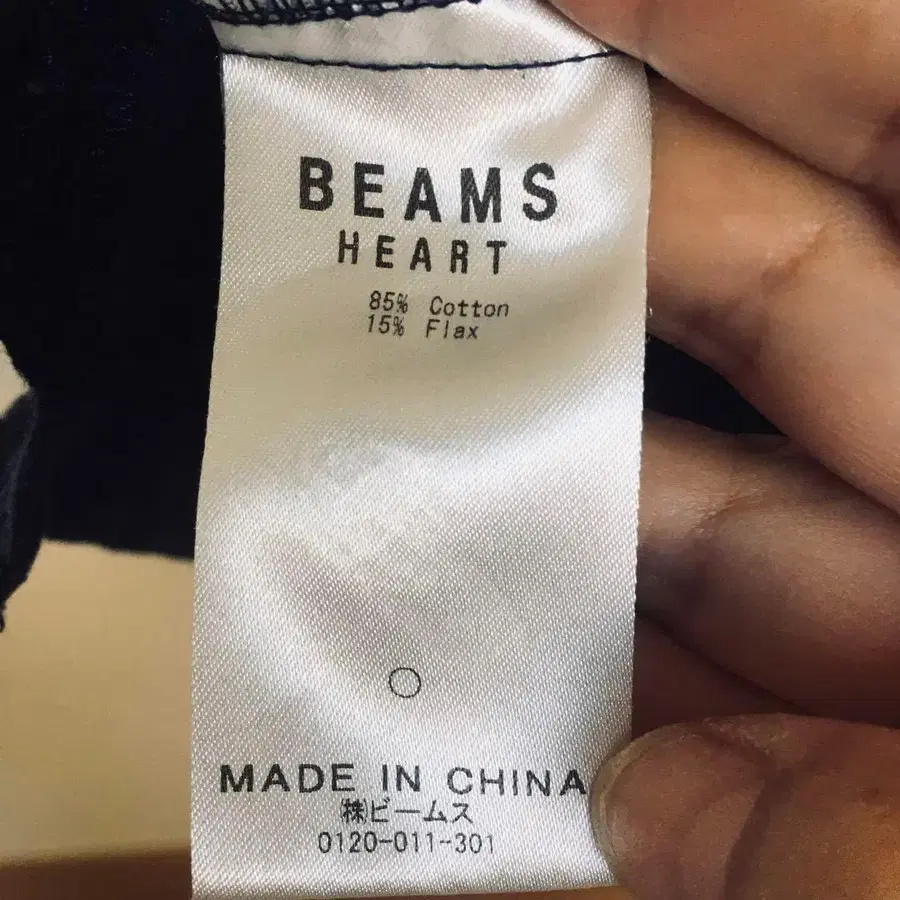 BEAMS
HEART
85% Cotton
15% Flax
MADE IN CHINA
㈱ビームス
0120-011-301